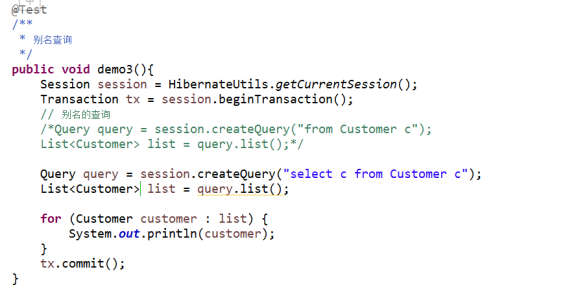 @Test
/**
 * 别名查询
 */
public void demo3(){
    Session session = HibernateUtils.getCurrentSession();
    Transaction tx = session.beginTransaction();
    // 别名的查询
    /*Query query = session.createQuery("from Customer c");
    List<Customer> list = query.list();*/
    Query query = session.createQuery("select c from Customer c");
    List<Customer> list = query.list();
    for (Customer customer : list) {
        System.out.println(customer);
    }
    tx.commit();
}